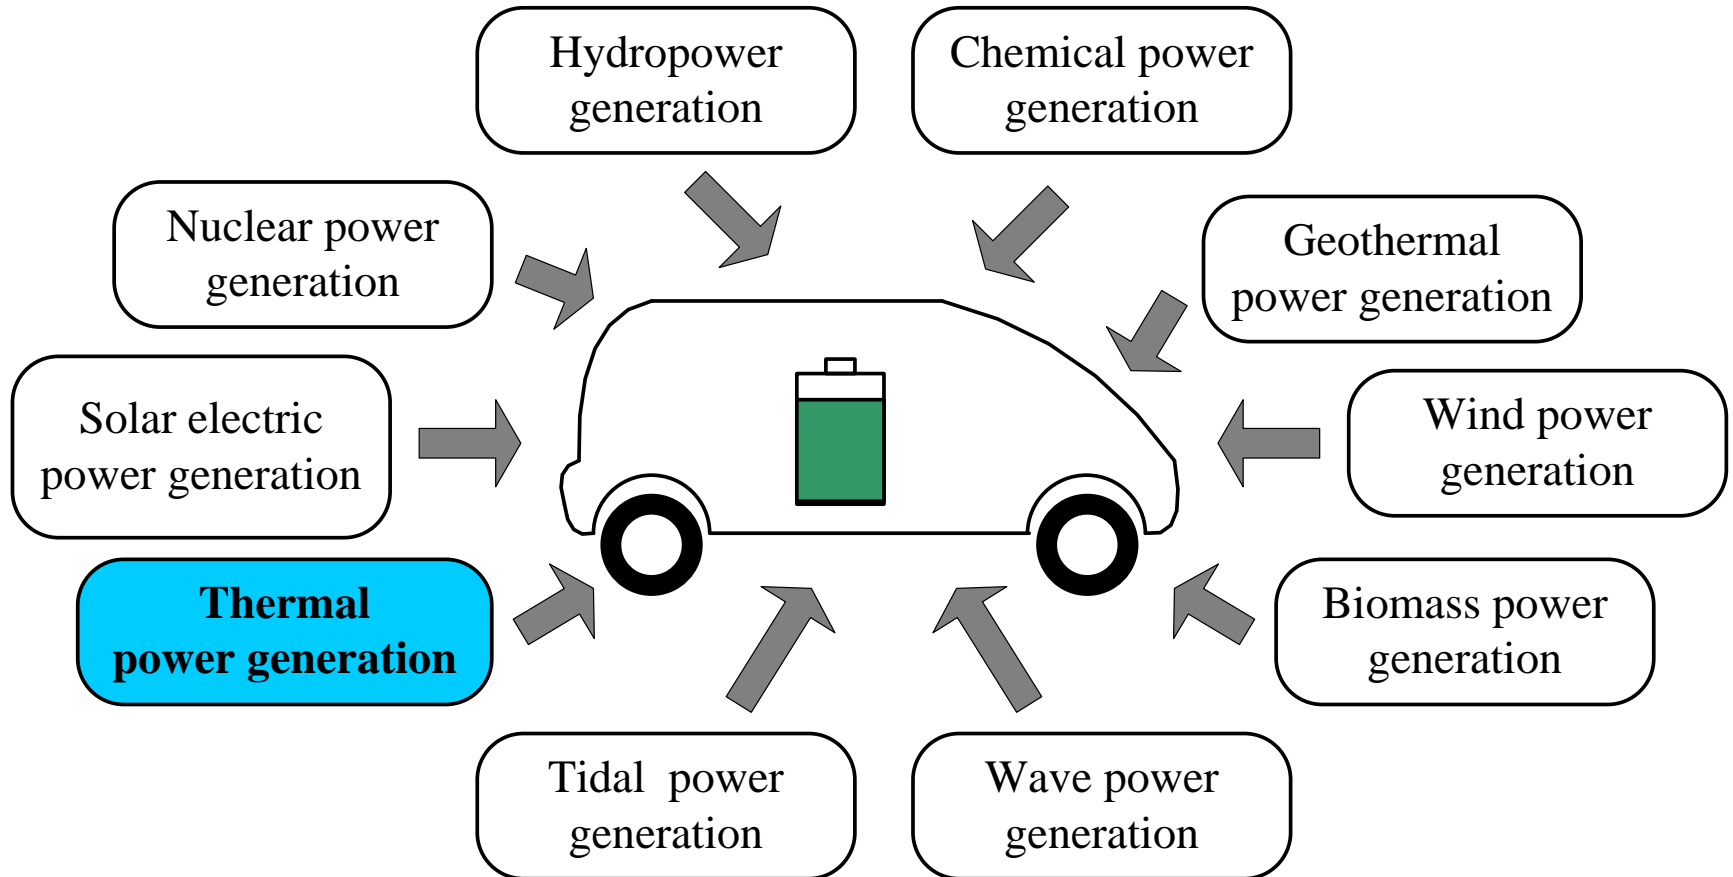 Hydropower
generation
Chemical power
generation
Nuclear power
generation
Geothermal
power generation
Solar electric
power generation
Wind power
generation
Thermal
power generation
Biomass power
generation
Tidal  power
generation
Wave power
generation